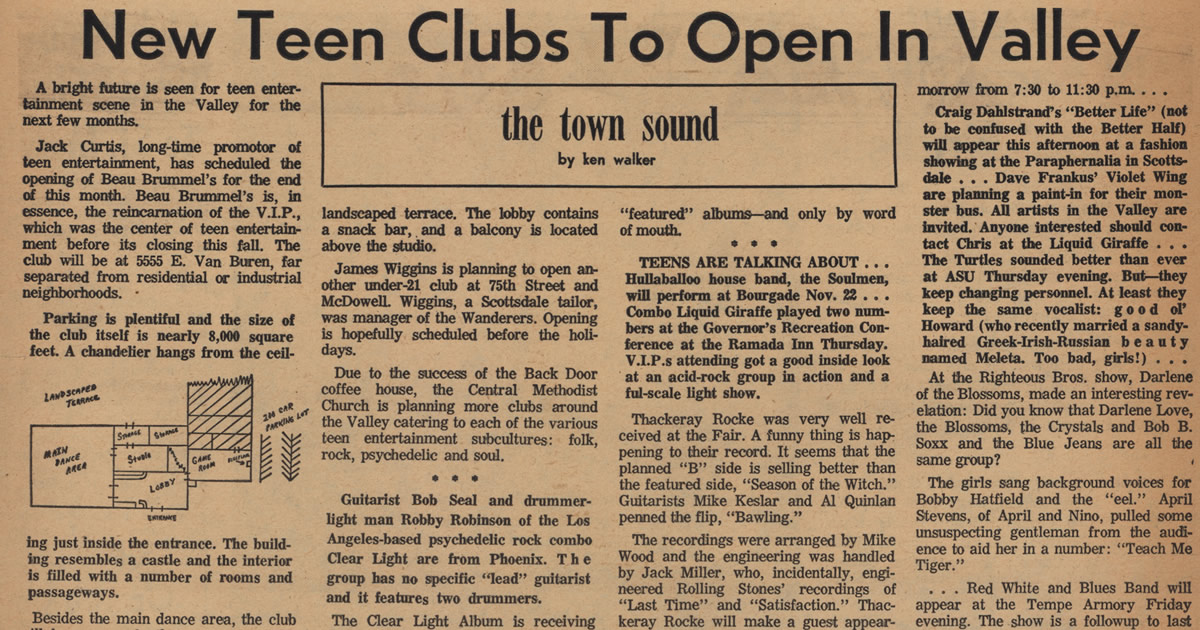 New Teen Clubs To Open In Valley
A bright future is seen for teen enter-
tainment scene in the Valley for the
next few months.
Jack Curtis, long-time promotor of
teen entertainment, has scheduled the
opening of Beau Brummel's for the end
of this month. Beau Brummel's is, in
essence, the reincarnation of the V.I.P.,
which was the center of teen entertain-
ment before its closing this fall. The
club will be at 5555 E. Van Buren, far
separated from residential or industrial
neighborhoods.
Parking is plentiful and the size of
the club itself is nearly 8,000 square
feet. A chandelier hangs from the ceil-
LANDSCAPED
TERRACE
200 CAR
PARKING LOT
STORAGE
STORAGE
MAIN
DANCE
AREA
STUDIO
GAME
ROOM
LOBBY
ENTRANCE
ing just inside the entrance. The build-
ing resembles a castle and the interior
is filled with a number of rooms and
passageways.
Besides the main dance area, the club
the town sound
by ken walker
landscaped terrace. The lobby contains
a snack bar, and a balcony is located
above the studio.
James Wiggins is planning to open an-
other under-21 club at 75th Street and
McDowell. Wiggins, a Scottsdale tailor,
was manager of the Wanderers. Opening
is hopefully scheduled before the holi-
days.
Due to the success of the Back Door
coffee house, the Central Methodist
Church is planning more clubs around
the Valley catering to each of the various
teen entertainment subcultures: folk,
rock, psychedelic and soul.
* * *
Guitarist Bob Seal and drummer-
light man Robby Robinson of the Los
Angeles-based psychedelic rock combo
Clear Light are from Phoenix. The
group has no specific "lead" guitarist
and it features two drummers.
The Clear Light Album is receiving
"featured" albums—and only by word
of mouth.
* * *
TEENS ARE TALKING ABOUT . . .
Hullaballoo house band, the Soulmen,
will perform at Bourgade Nov. 22 . . .
Combo Liquid Giraffe played two num-
bers at the Governor's Recreation Con-
ference at the Ramada Inn Thursday.
V.I.P.s attending got a good inside look
at an acid-rock group in action and a
ful-scale light show.
Thackeray Rocke was very well re-
ceived at the Fair. A funny thing is hap-
pening to their record. It seems that the
planned "B" side is selling better than
the featured side, "Season of the Witch."
Guitarists Mike Keslar and Al Quinlan
penned the flip, "Bawling."
The recordings were arranged by Mike
Wood and the engineering was handled
by Jack Miller, who, incidentally, engi-
neered Rolling Stones' recordings of
"Last Time" and "Satisfaction." Thac-
keray Rocke will make a guest appear-
morrow from 7:30 to 11:30 p.m. . . .
Craig Dahlstrand's "Better Life" (not
to be confused with the Better Half)
will appear this afternoon at a fashion
showing at the Paraphernalia in Scotts-
dale . . . Dave Frankus' Violet Wing
are planning a paint-in for their mon-
ster bus. All artists in the Valley are
invited. Anyone interested should con-
tact Chris at the Liquid Giraffe . . .
The Turtles sounded better than ever
at ASU Thursday evening. But—they
keep changing personnel. At least they
keep the same vocalist: good ol'
Howard (who recently married a sandy-
haired Greek-Irish-Russian beauty
named Meleta. Too bad, girls!) . . .
At the Righteous Bros. show, Darlene
of the Blossoms, made an interesting rev-
elation: Did you know that Darlene Love,
the Blossoms, the Crystals and Bob B.
Soxx and the Blue Jeans are all the
same group?
The girls sang background voices for
Bobby Hatfield and the "eel." April
Stevens, of April and Nino, pulled some
unsuspecting gentleman from the audi-
ence to aid her in a number: "Teach Me
Tiger."
. . . Red White and Blues Band will
appear at the Tempe Armory Friday
evening. The show is a followup to last